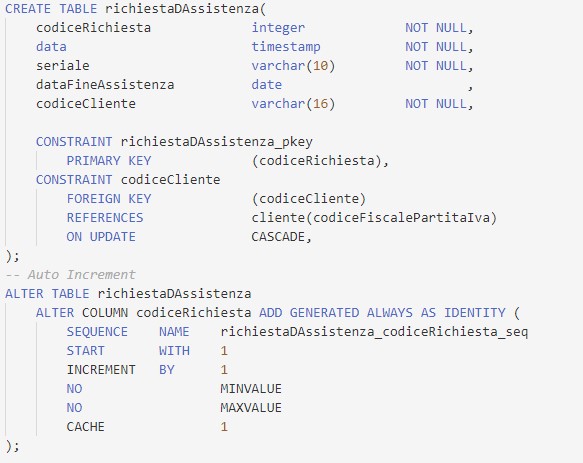 CREATE TABLE richiestaDAssistenza(
codiceRichiesta integer NOT NULL,
data timestamp NOT NULL,
seriale varchar(10) NOT NULL,
dataFineAssistenza date ,
codiceCliente varchar(16) NOT NULL,
CONSTRAINT richiestaDAssistenza_pkey
PRIMARY KEY (codiceRichiesta),
CONSTRAINT codiceCliente
FOREIGN KEY (codiceCliente)
REFERENCES cliente(codiceFiscalePartitaIva)
ON UPDATE CASCADE,
);
-- Auto Increment
ALTER TABLE richiestaDAssistenza
ALTER COLUMN codiceRichiesta ADD GENERATED ALWAYS AS IDENTITY (
SEQUENCE NAME richiestaDAssistenza_codiceRichiesta_seq
START WITH 1
INCREMENT BY 1
NO MINVALUE
NO MAXVALUE
CACHE 1
);